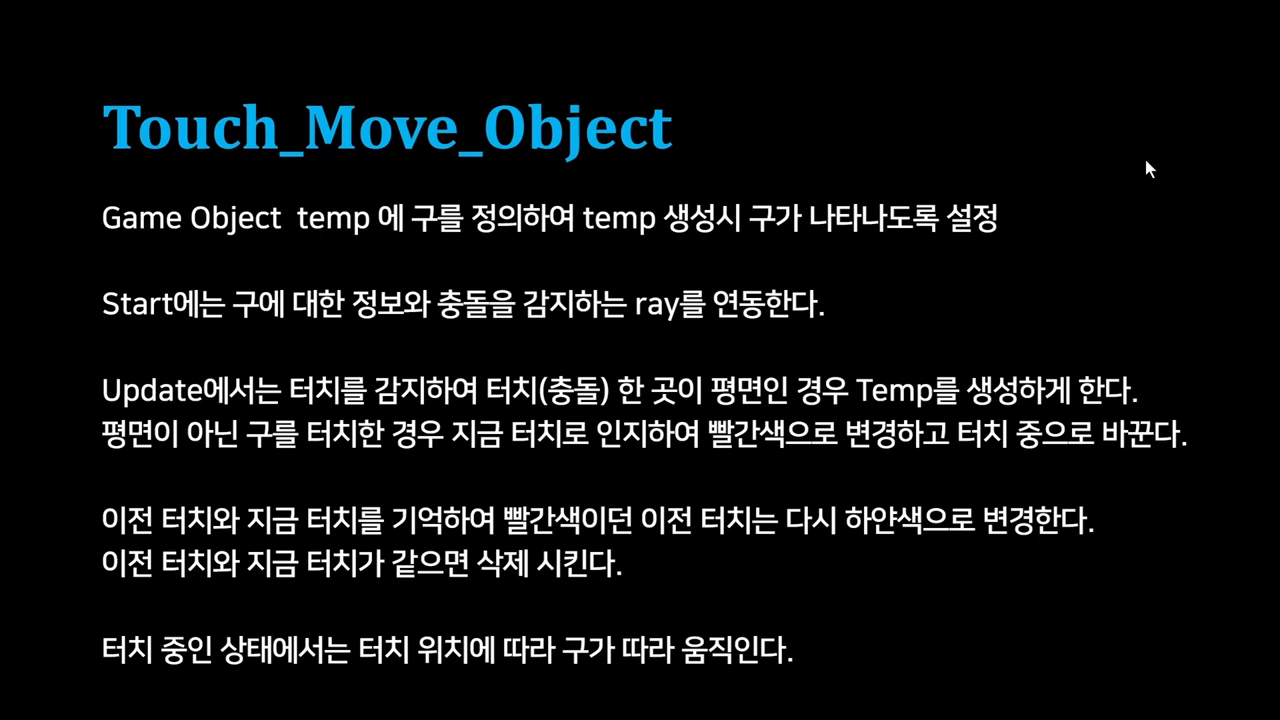 Touch_Move_Object
Game Object temp 에 구를 정의하여 temp 생성시 구가 나타나도록 설정
Start에는 구에 대한 정보와 충돌을 감지하는 ray를 연동한다.
Update에서는 터치를 감지하여 터치(충돌) 한 곳이 평면인 경우 Temp를 생성하게 한다.
평면이 아닌 구를 터치한 경우 지금 터치로 인지하여 빨간색으로 변경하고 터치 중으로 바꾼다.
이전 터치와 지금 터치를 기억하여 빨간색이던 이전 터치는 다시 하얀색으로 변경한다.
이전 터치와 지금 터치가 같으면 삭제 시킨다.
터치 중인 상태에서는 터치 위치에 따라 구가 따라 움직인다.